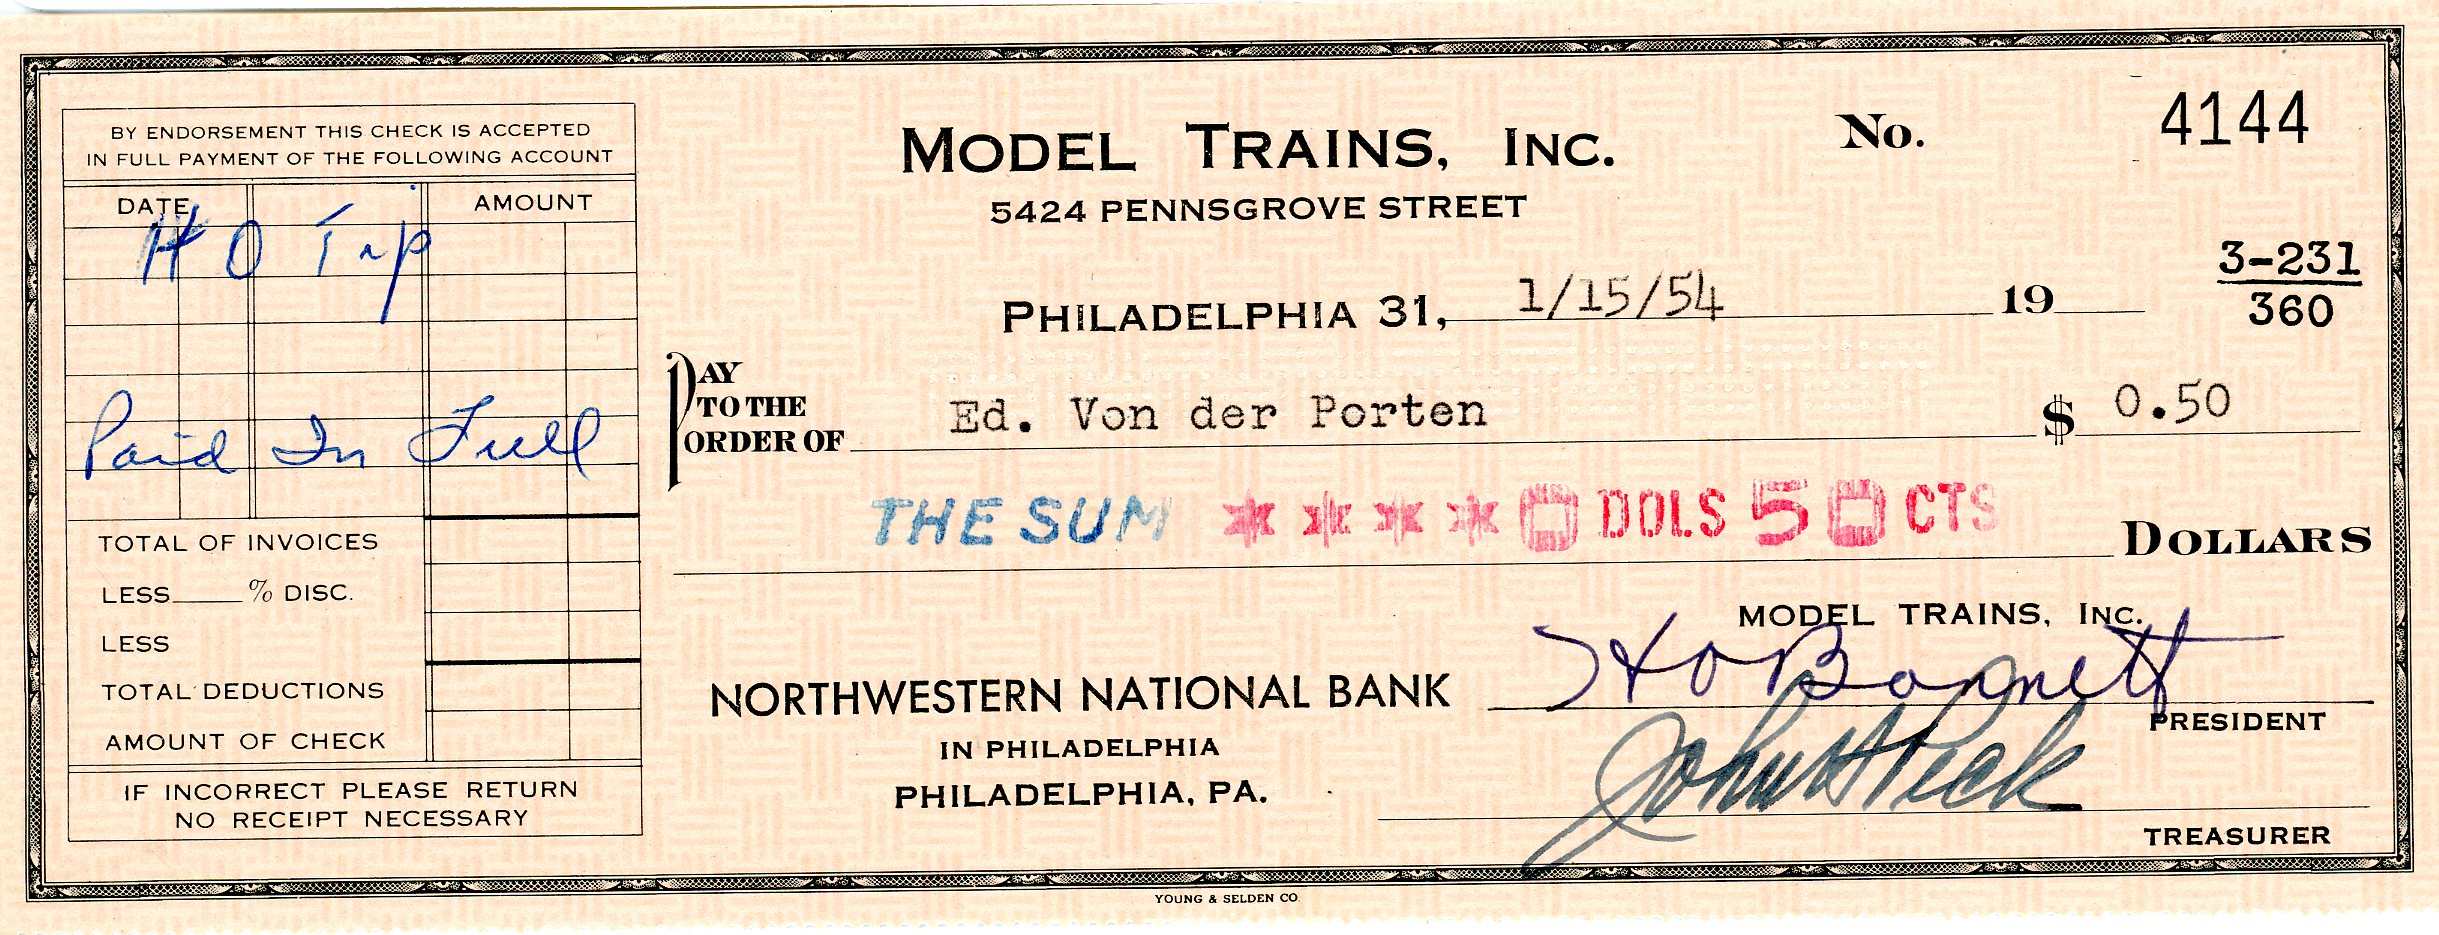 BY ENDORSEMENT THIS CHECK IS ACCEPTED
IN FULL PAYMENT OF THE FOLLOWING ACCOUNT
DATE AMOUNT
HO
Paid In Full
TOTAL OF INVOICES
LESS % DISC.
LESS
TOTAL DEDUCTIONS
AMOUNT OF CHECK
IF INCORRECT PLEASE RETURN
NO RECEIPT NECESSARY
MODEL TRAINS, INC.
5424 PENNSGROVE STREET
No. 4144
PHILADELPHIA 31, 1/15/54 19
3-231
360
PAY
TO THE
ORDER OF Ed. Von der Porten $ 0.50
THE SUM ****0 DOLS 50 CTS DOLLARS
MODEL TRAINS, INC.
NORTHWESTERN NATIONAL BANK
IN PHILADELPHIA
PHILADELPHIA, PA.
PRESIDENT
John A Peck
TREASURER
YOUNG & SELDEN CO.